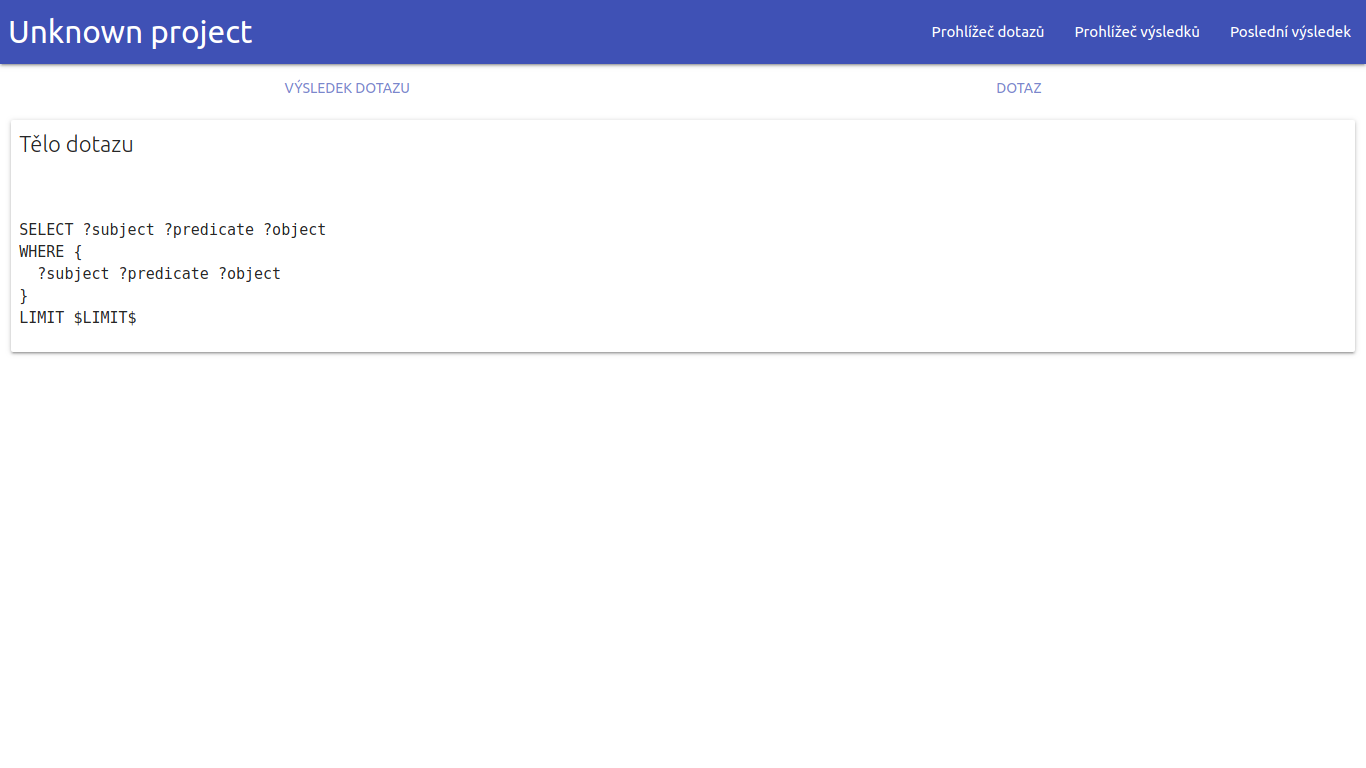 Unknown project
Prohlížeč dotazů
Prohlížeč výsledků
Poslední výsledek
VÝSLEDEK DOTAZU
DOTAZ
Tělo dotazu
SELECT ?subject ?predicate ?object
WHERE {
  ?subject ?predicate ?object
}
LIMIT $LIMIT$